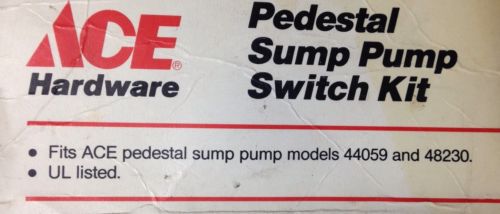 ACE®
Hardware
Pedestal
Sump Pump
Switch Kit
• Fits ACE pedestal sump pump models 44059 and 48230.
• UL listed.